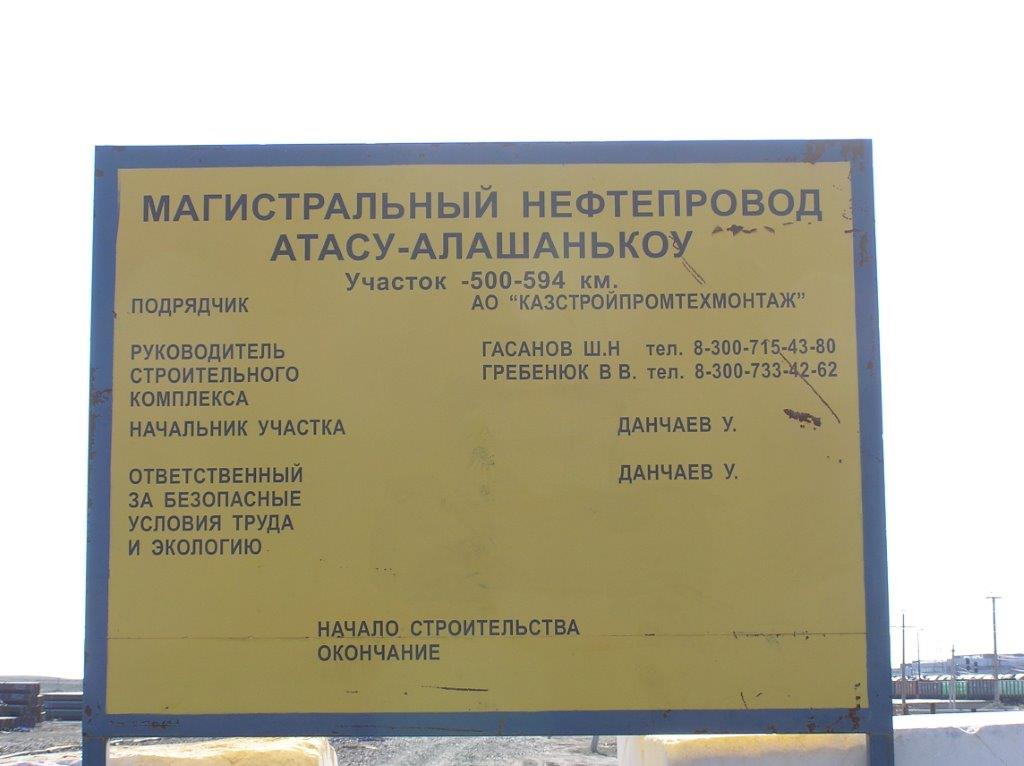 МАГИСТРАЛЬНЫЙ НЕФТЕПРОВОД
АТАСУ-АЛАШАНЬКОУ
Участок -500-594 км.
ПОДРЯДЧИК АО "КАЗСТРОЙПРОМТЕХМОНТАЖ"
РУКОВОДИТЕЛЬ ГАСАНОВ Ш.Н тел. 8-300-715-43-80
СТРОИТЕЛЬНОГО ГРЕБЕНЮК В В. тел. 8-300-733-42-62
КОМПЛЕКСА
НАЧАЛЬНИК УЧАСТКА ДАНЧАЕВ У.
ОТВЕТСТВЕННЫЙ ДАНЧАЕВ У.
ЗА БЕЗОПАСНЫЕ
УСЛОВИЯ ТРУДА
И ЭКОЛОГИЮ
НАЧАЛО СТРОИТЕЛЬСТВА
ОКОНЧАНИЕ